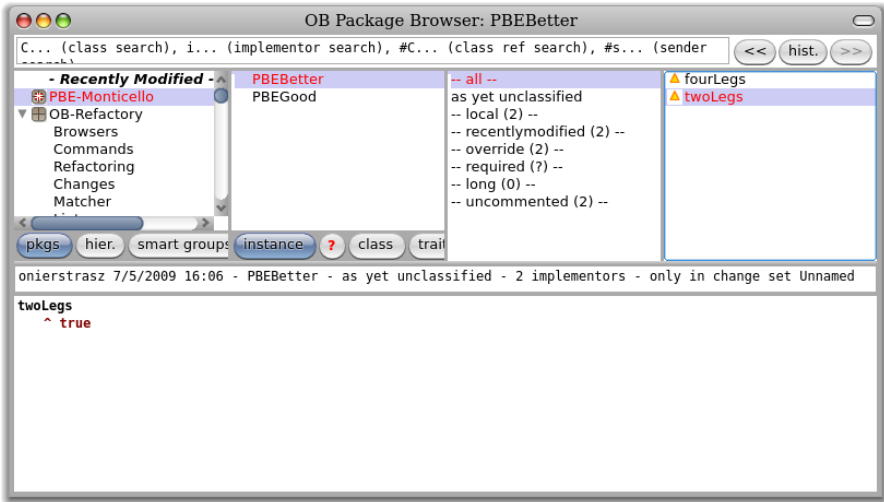 OB Package Browser: PBEBetter
C... (class search), i... (implementor search), #C... (class ref search), #s... (sender
search)
<< hist. >>
- Recently Modified -
PBE-Monticello
OB-Refactory
Browsers
Commands
Refactoring
Changes
Matcher
PBEBetter
PBEGood
-- all --
as yet unclassified
-- local (2) --
-- recentlymodified (2) --
-- override (2) --
-- required (?) --
-- long (0) --
-- uncommented (2) --
fourLegs
twoLegs
pkgs hier. smart groups instance ? class trait
onierstrasz 7/5/2009 16:06 - PBEBetter - as yet unclassified - 2 implementors - only in change set Unnamed
twoLegs
^ true